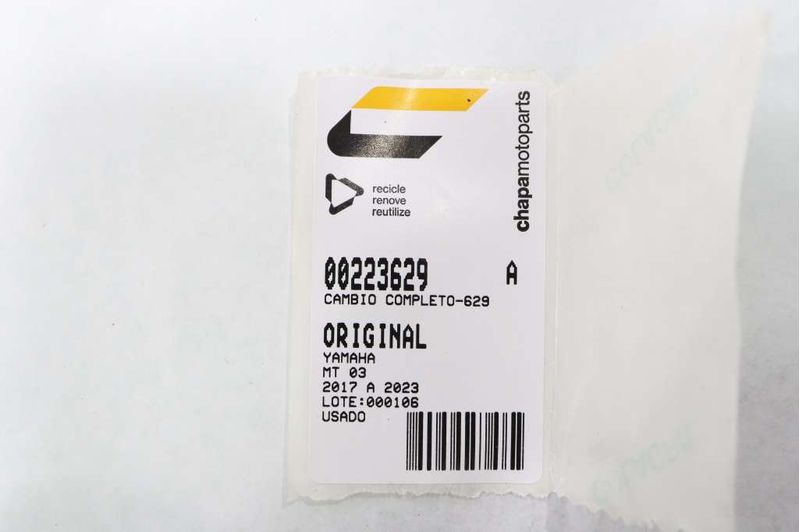 chapamotoparts
recicle
renove
reutilize
00223629 A
CAMBIO COMPLETO-629
ORIGINAL
YAMAHA
MT 03
2017 A 2023
LOTE:000106
USADO